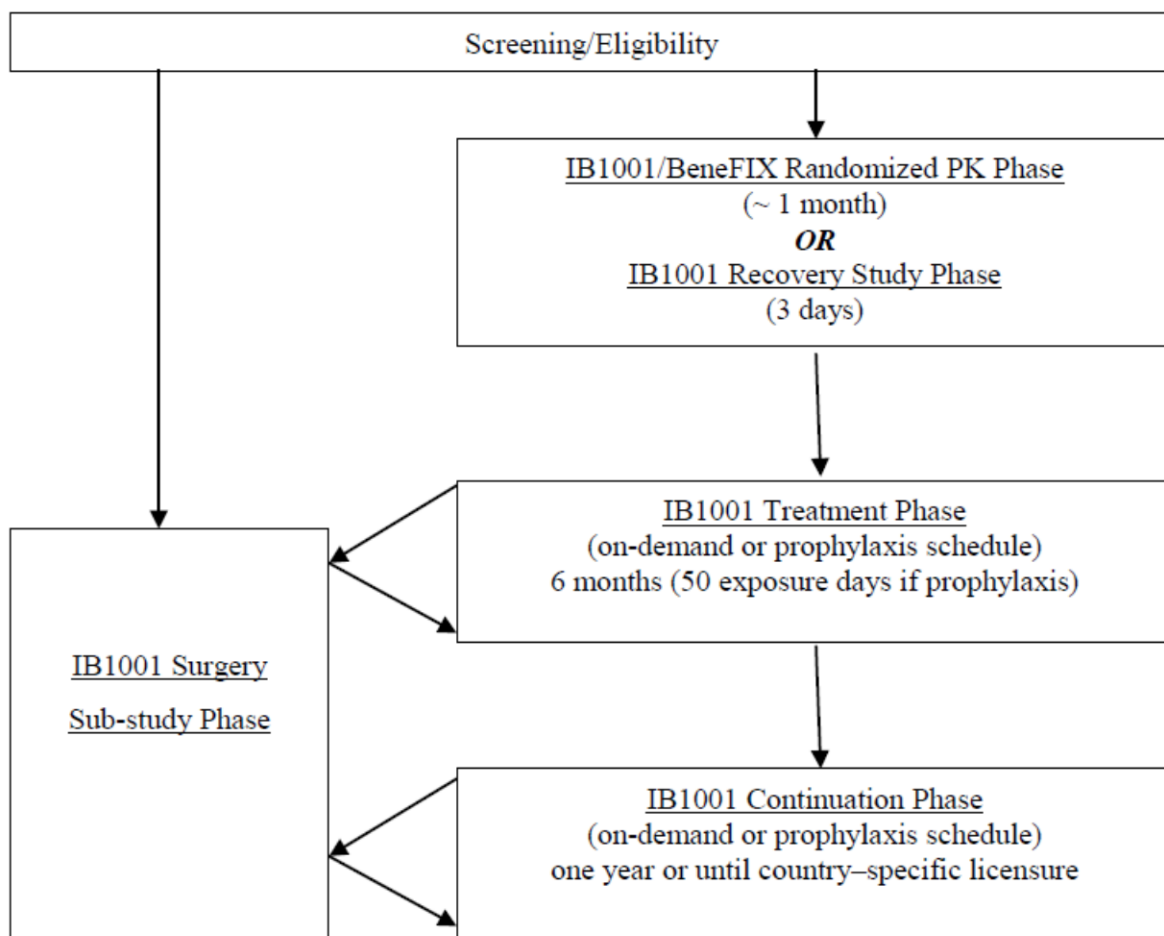 Screening/Eligibility
IB1001/BeneFIX Randomized PK Phase
(~ 1 month)
OR
IB1001 Recovery Study Phase
(3 days)
IB1001 Treatment Phase
(on-demand or prophylaxis schedule)
6 months (50 exposure days if prophylaxis)
IB1001 Surgery
Sub-study Phase
IB1001 Continuation Phase
(on-demand or prophylaxis schedule)
one year or until country–specific licensure